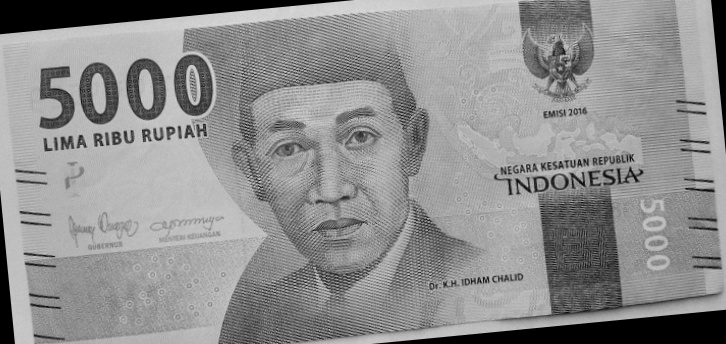 5000
LIMA RIBU RUPIAH
EMISI 2016
NEGARA KESATUAN REPUBLIK
INDONESIA
GUBERNUR
MENTERI KEUANGAN
Dr. K.H. IDHAM CHALID
5000